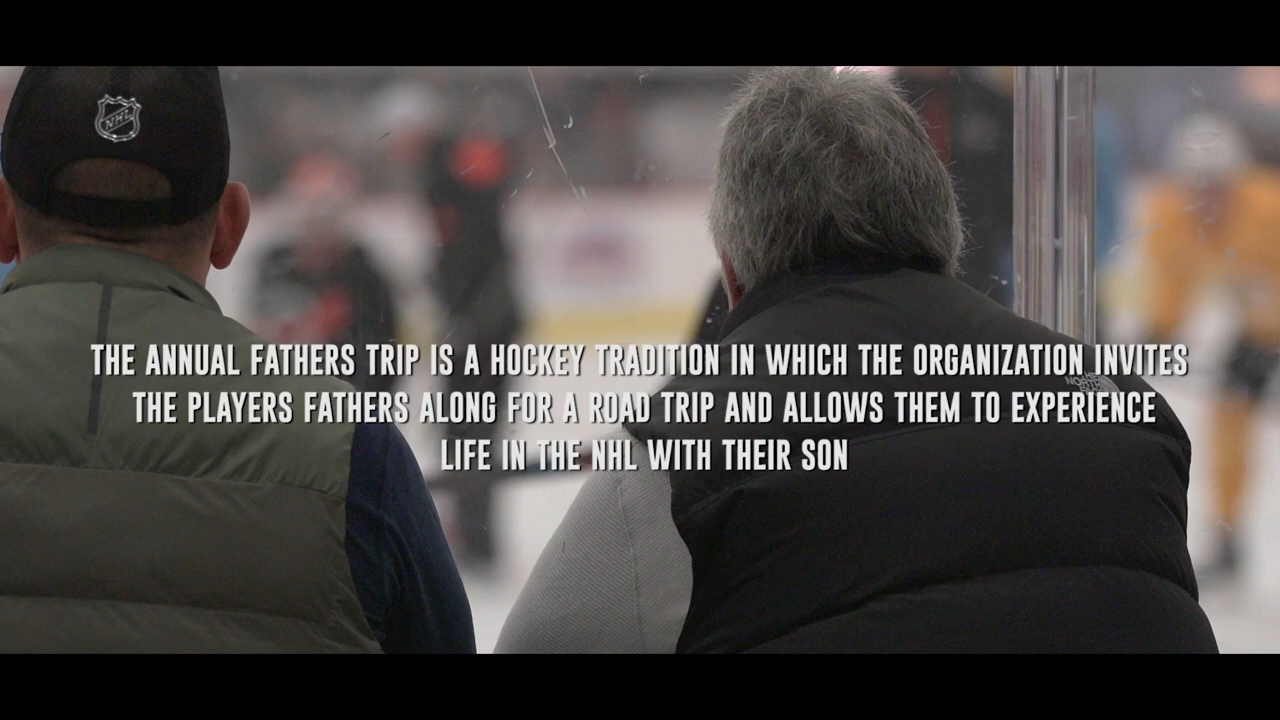 NHL
THE ANNUAL FATHERS TRIP IS A HOCKEY TRADITION IN WHICH THE ORGANIZATION INVITES
THE PLAYERS FATHERS ALONG FOR A ROAD TRIP AND ALLOWS THEM TO EXPERIENCE
LIFE IN THE NHL WITH THEIR SON